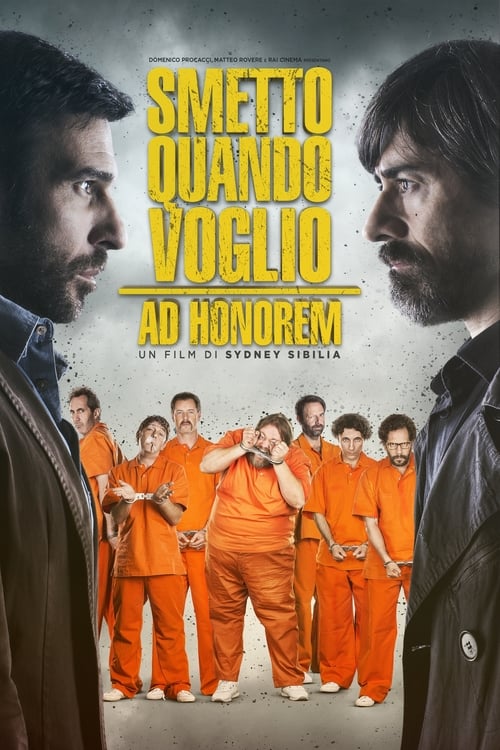 DOMENICO PROCACCI, MATTEO ROVERE E RAI CINEMA PRESENTANO
SMETTO
QUANDO
VOGLIO
AD HONOREM
UN FILM DI SYDNEY SIBILIA